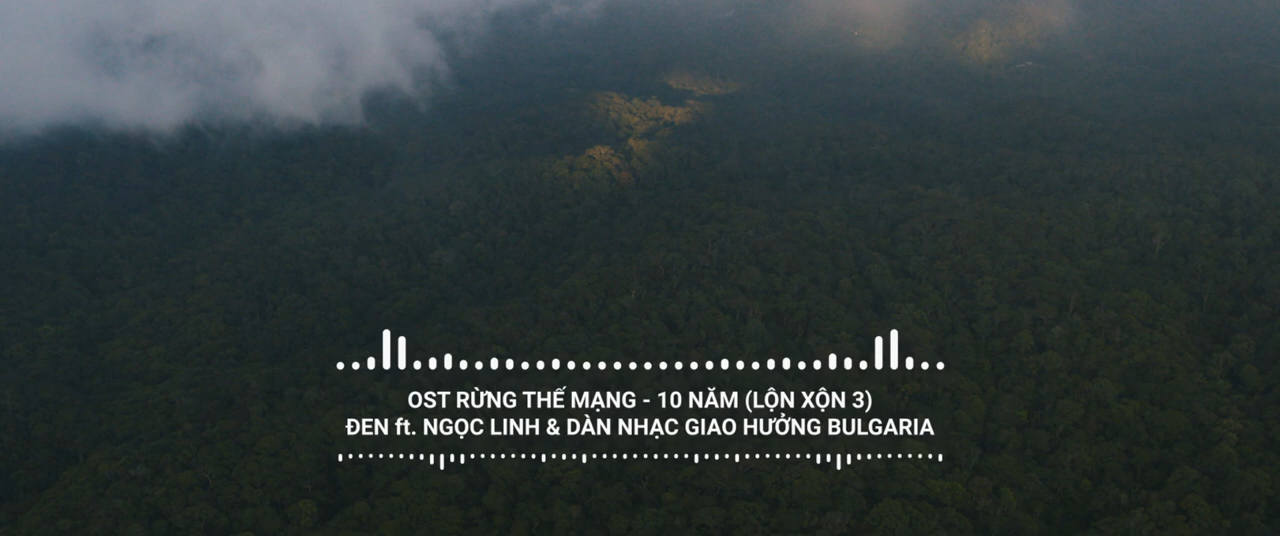 OST RỪNG THẾ MẠNG - 10 NĂM (LỘN XỘN 3)
ĐEN ft. NGỌC LINH & DÀN NHẠC GIAO HƯỞNG BULGARIA